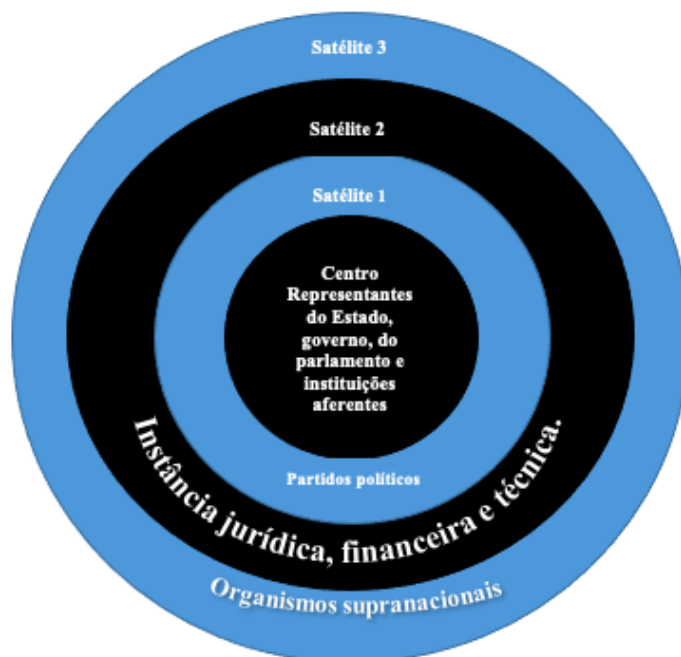 Satélite 3
Satélite 2
Satélite 1
Centro
Representantes
do Estado,
governo, do
parlamento e
instituições
aferentes
Partidos políticos
Instância jurídica, financeira e técnica.
Organismos supranacionais